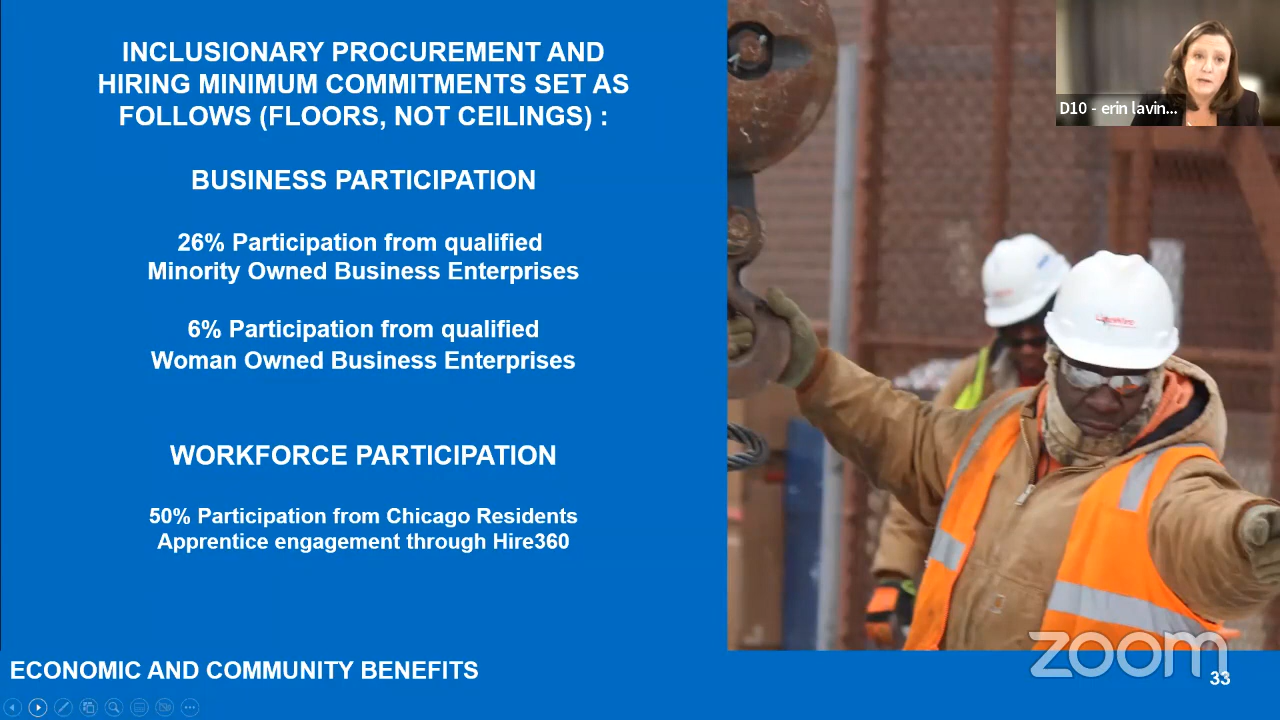 INCLUSIONARY PROCUREMENT AND
HIRING MINIMUM COMMITMENTS SET AS
FOLLOWS (FLOORS, NOT CEILINGS) :
BUSINESS PARTICIPATION
26% Participation from qualified
Minority Owned Business Enterprises
6% Participation from qualified
Woman Owned Business Enterprises
WORKFORCE PARTICIPATION
50% Participation from Chicago Residents
Apprentice engagement through Hire360
D10 - erin lavin...
ECONOMIC AND COMMUNITY BENEFITS
zoom
33